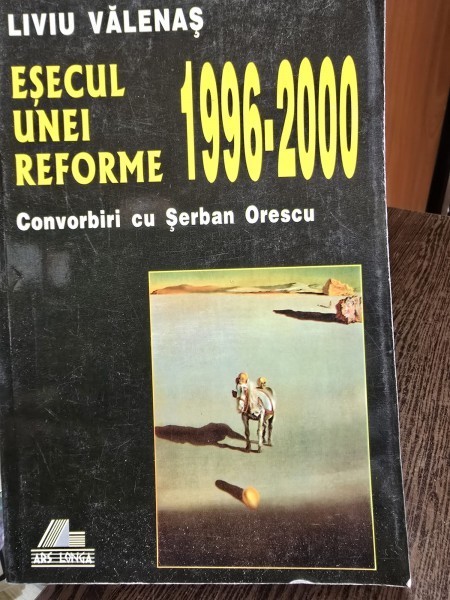 LIVIU VĂLENAŞ
EŞECUL
UNEI
REFORME
1996-2000
Convorbiri cu Şerban Orescu
ARS LONGA